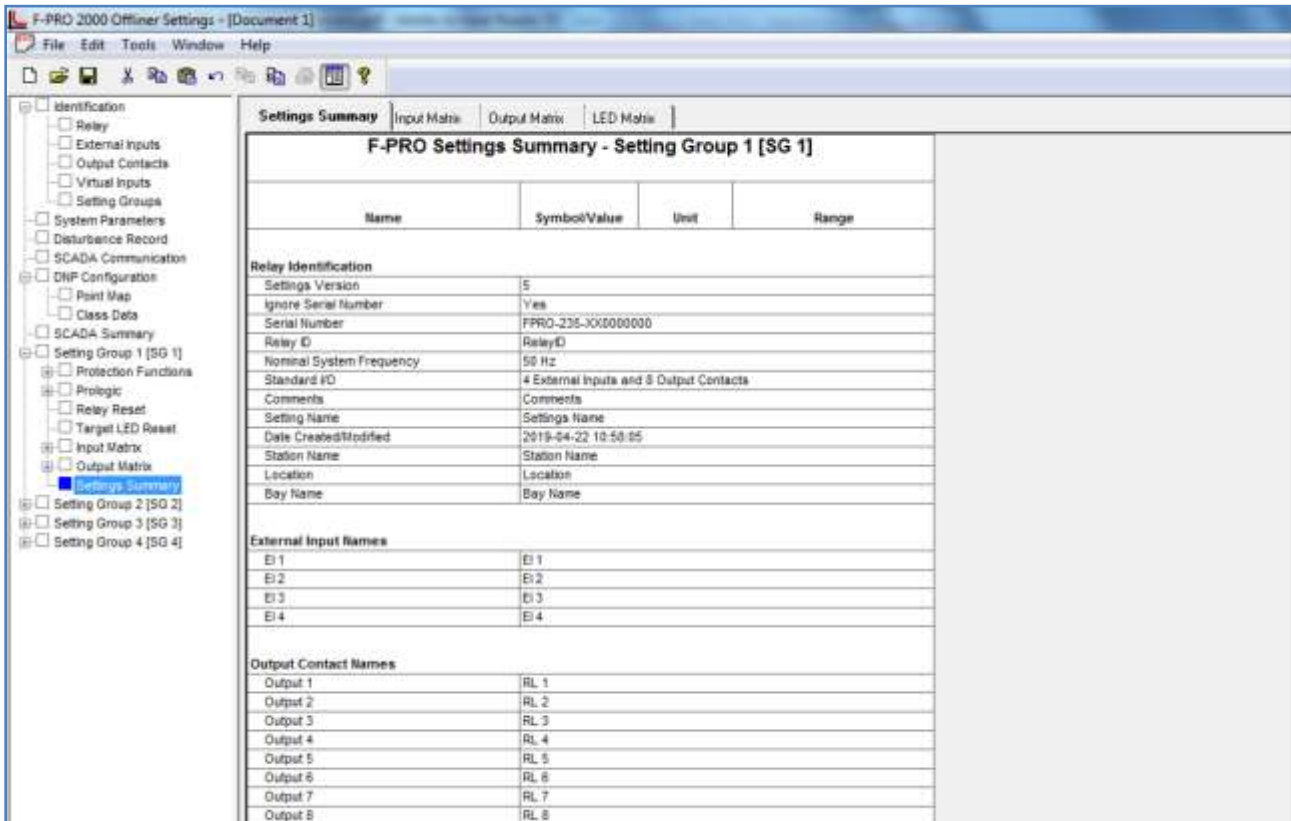 F-PRO 2000 Offliner Settings - [Document 1]
File Edit Tools Window Help
Identification
Relay
External Inputs
Output Contacts
Virtual Inputs
Setting Groups
System Parameters
Disturbance Record
SCADA Communication
DNP Configuration
Point Map
Class Data
SCADA Summary
Setting Group 1 [SG 1]
Protection Functions
Prologic
Relay Reset
Target LED Reset
Input Matrix
Output Matrix
Settings Summary
Setting Group 2 [SG 2]
Setting Group 3 [SG 3]
Setting Group 4 [SG 4]
Settings Summary Input Matrix Output Matrix LED Matrix
F-PRO Settings Summary - Setting Group 1 [SG 1]
Name Symbol/Value Unit Range
Relay Identification
Settings Version 5
Ignore Serial Number Yes
Serial Number FPRO-235-XX0000000
Relay ID RelayID
Nominal System Frequency 50 Hz
Standard I/O 4 External Inputs and 8 Output Contacts
Comments Comments
Setting Name Settings Name
Date Created/Modified 2019-04-22 10:58:05
Station Name Station Name
Location Location
Bay Name Bay Name
External Input Names
EI 1 EI 1
EI 2 EI 2
EI 3 EI 3
EI 4 EI 4
Output Contact Names
Output 1 RL 1
Output 2 RL 2
Output 3 RL 3
Output 4 RL 4
Output 5 RL 5
Output 6 RL 6
Output 7 RL 7
Output 8 RL 8